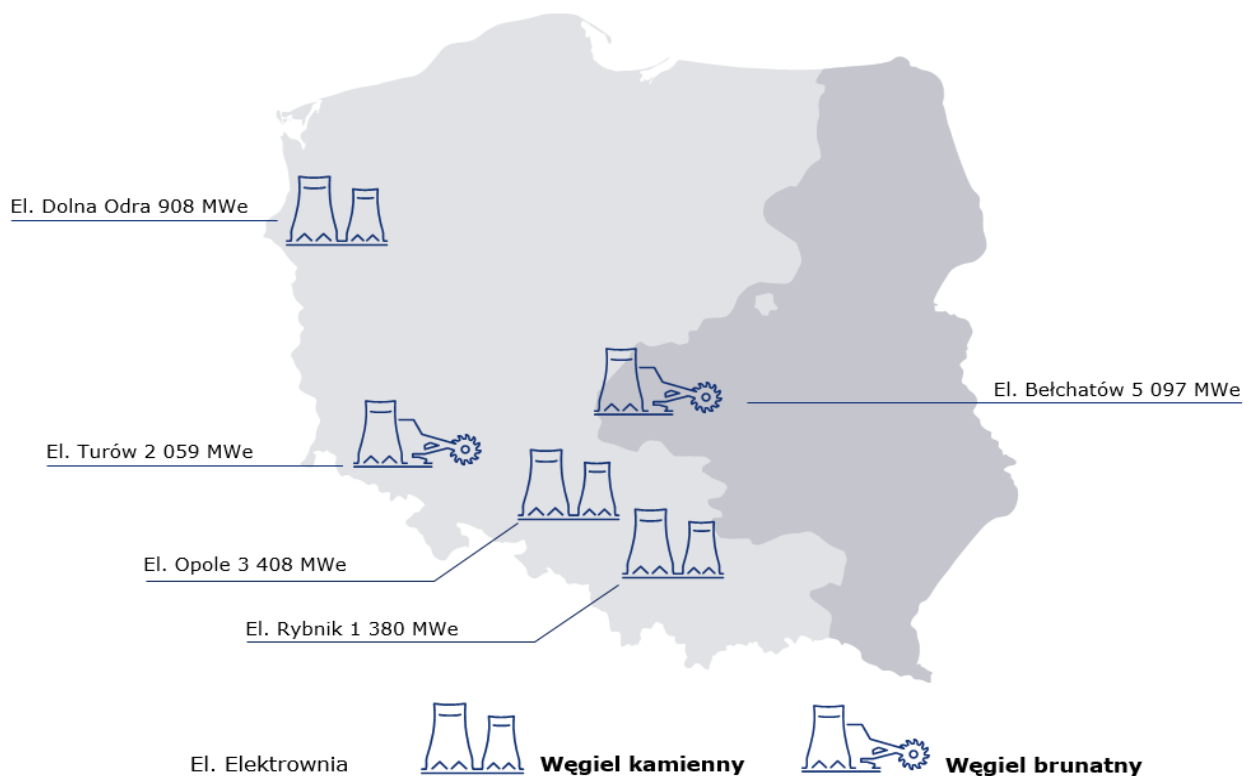 El. Dolna Odra 908 MWe
El. Bełchatów 5 097 MWe
El. Turów 2 059 MWe
El. Opole 3 408 MWe
El. Rybnik 1 380 MWe
El. Elektrownia
Węgiel kamienny
Węgiel brunatny